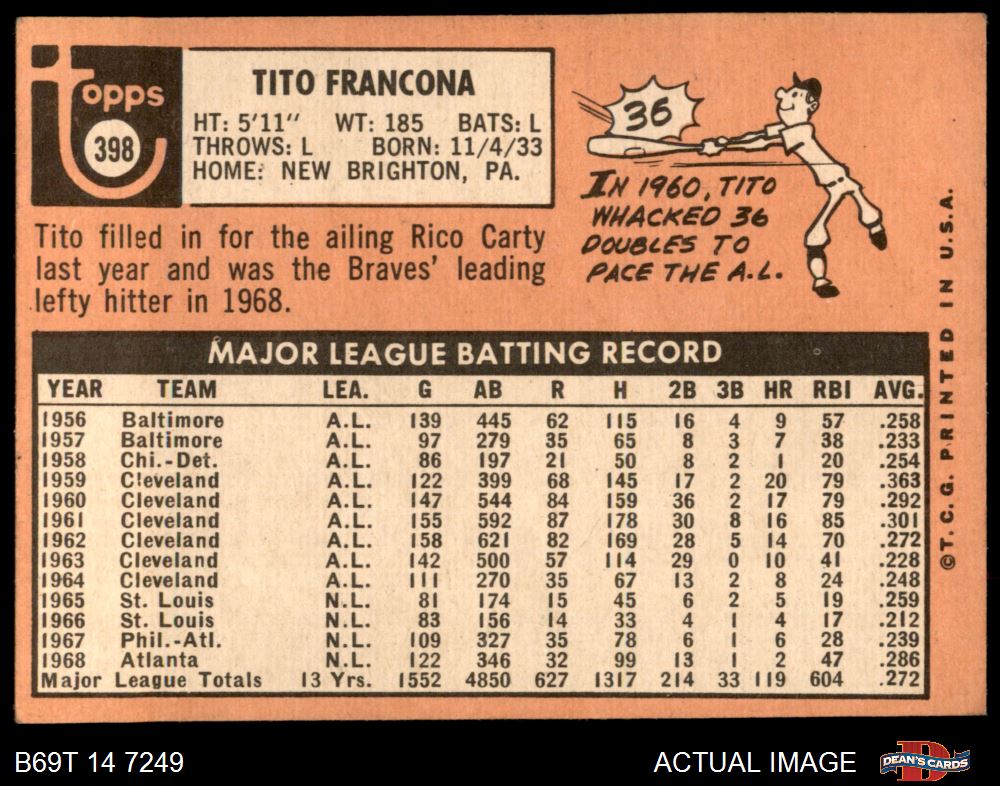 topps
398
TITO FRANCONA
HT: 5'11" WT: 185 BATS: L
THROWS: L BORN: 11/4/33
HOME: NEW BRIGHTON, PA.
36
IN 1960, TITO
WHACKED 36
DOUBLES TO
PACE THE A.L.
Tito filled in for the ailing Rico Carty
last year and was the Braves' leading
lefty hitter in 1968.
MAJOR LEAGUE BATTING RECORD
YEAR TEAM LEA. G AB R H 2B 3B HR RBI AVG.
1956 Baltimore A.L. 139 445 62 115 16 4 9 57 .258
1957 Baltimore A.L. 97 279 35 65 8 3 7 38 .233
1958 Chi.-Det. A.L. 86 197 21 50 8 2 1 20 .254
1959 Cleveland A.L. 122 399 68 145 17 2 20 79 .363
1960 Cleveland A.L. 147 544 84 159 36 2 17 79 .292
1961 Cleveland A.L. 155 592 87 178 30 8 16 85 .301
1962 Cleveland A.L. 158 621 82 169 28 5 14 70 .272
1963 Cleveland A.L. 142 500 57 114 29 0 10 41 .228
1964 Cleveland A.L. 111 270 35 67 13 2 8 24 .248
1965 St. Louis N.L. 81 174 15 45 6 2 5 19 .259
1966 St. Louis N.L. 83 156 14 33 4 1 4 17 .212
1967 Phil.-Atl. N.L. 109 327 35 78 6 1 6 28 .239
1968 Atlanta N.L. 122 346 32 99 13 1 2 47 .286
Major League Totals 13 Yrs. 1552 4850 627 1317 214 33 119 604 .272
©T.C.G. PRINTED IN U.S.A.
B69T 14 7249
ACTUAL IMAGE
D
DEAN'S CARDS